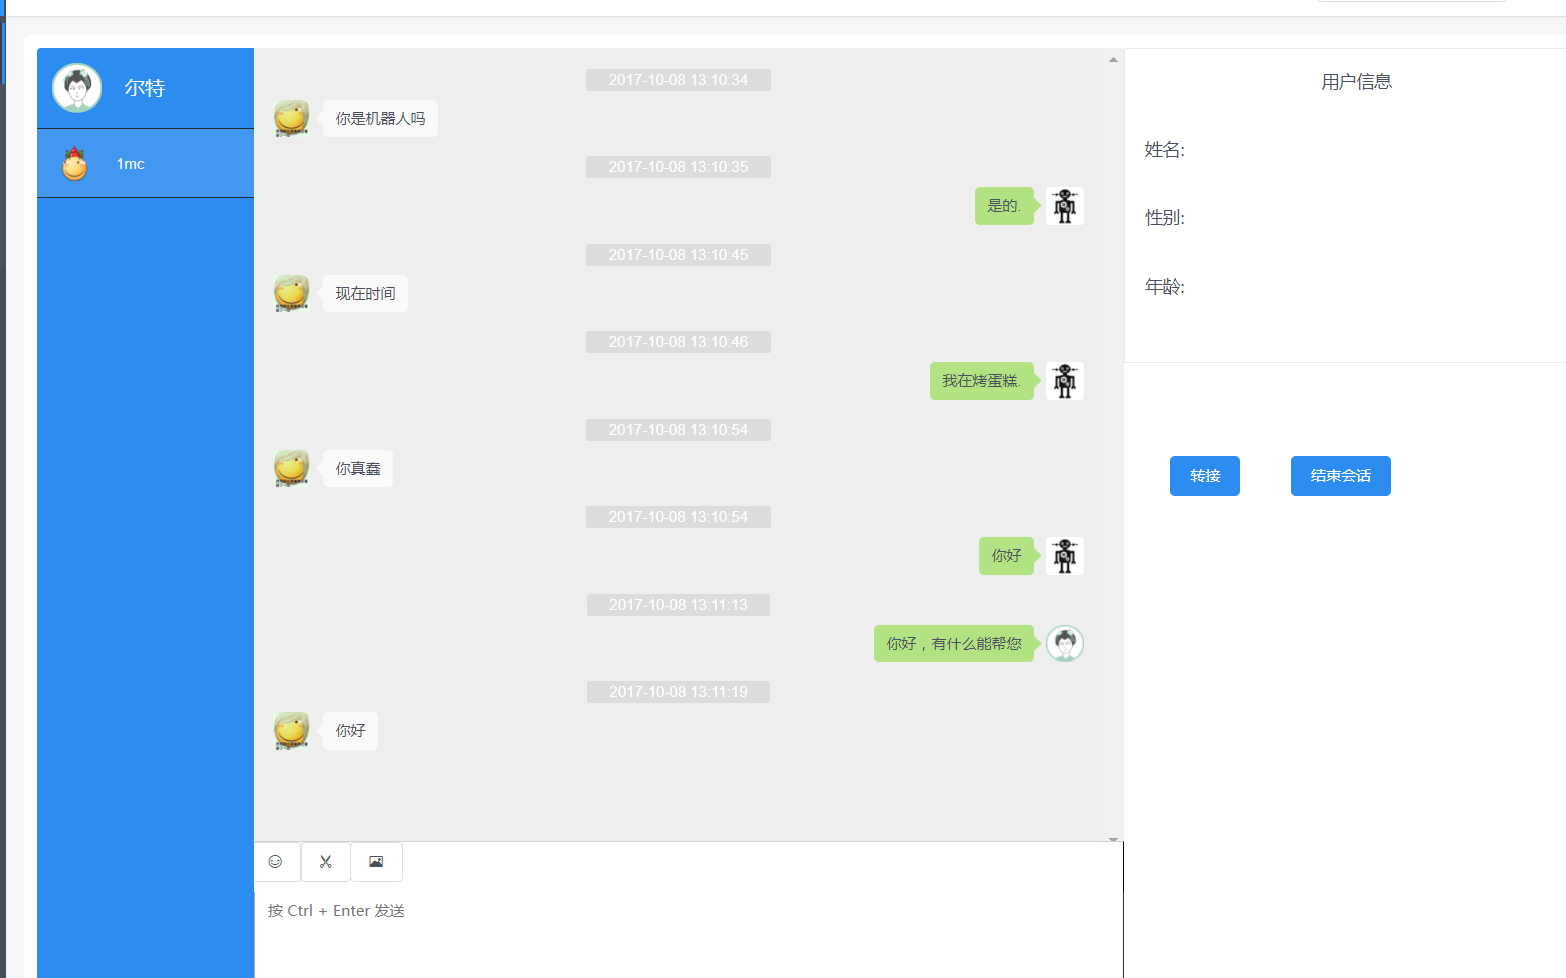 尔特
1mc
2017-10-08 13:10:34
你是机器人吗
2017-10-08 13:10:35
是的.
2017-10-08 13:10:45
现在时间
2017-10-08 13:10:46
我在烤蛋糕.
2017-10-08 13:10:54
你真蠢
2017-10-08 13:10:54
你好
2017-10-08 13:11:13
你好，有什么能帮您
2017-10-08 13:11:19
你好
按 Ctrl + Enter 发送
用户信息
姓名:
性别:
年龄:
转接
结束会话